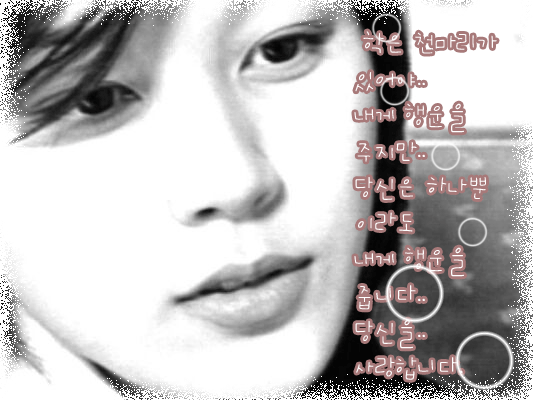 학은 천마리가
있어야..
내게 행운을
주지만..
당신은 하나뿐
이라도
내게 행운을
줍니다..
당신을..
사랑합니다.